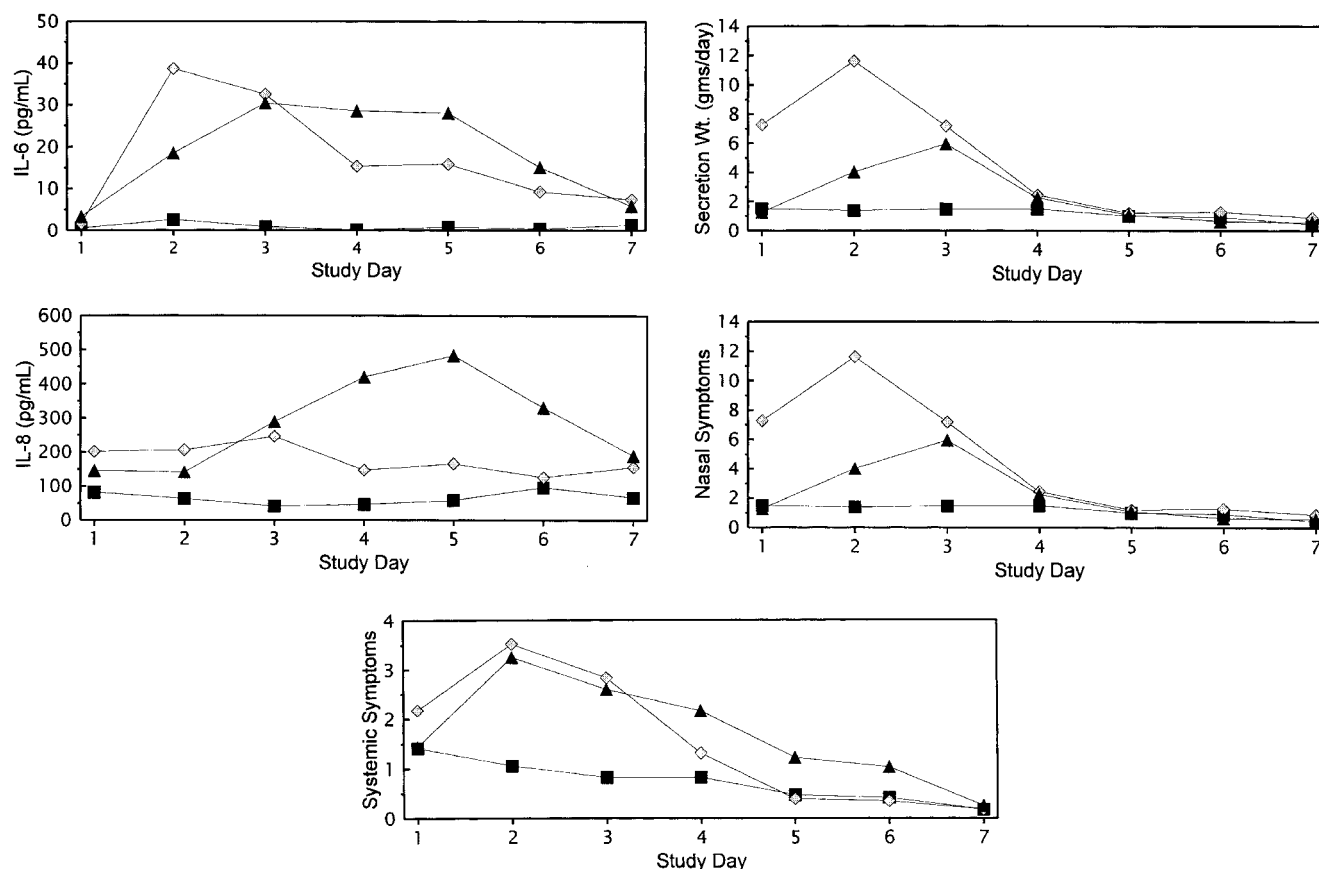 IL-6 (pg/mL)
50
40
30
20
10
0
1 2 3 4 5 6 7
Study Day
Secretion Wt. (gms/day)
14
12
10
8
6
4
2
0
1 2 3 4 5 6 7
Study Day
IL-8 (pg/mL)
600
500
400
300
200
100
0
1 2 3 4 5 6 7
Study Day
Nasal Symptoms
14
12
10
8
6
4
2
0
1 2 3 4 5 6 7
Study Day
Systemic Symptoms
4
3
2
1
0
1 2 3 4 5 6 7
Study Day